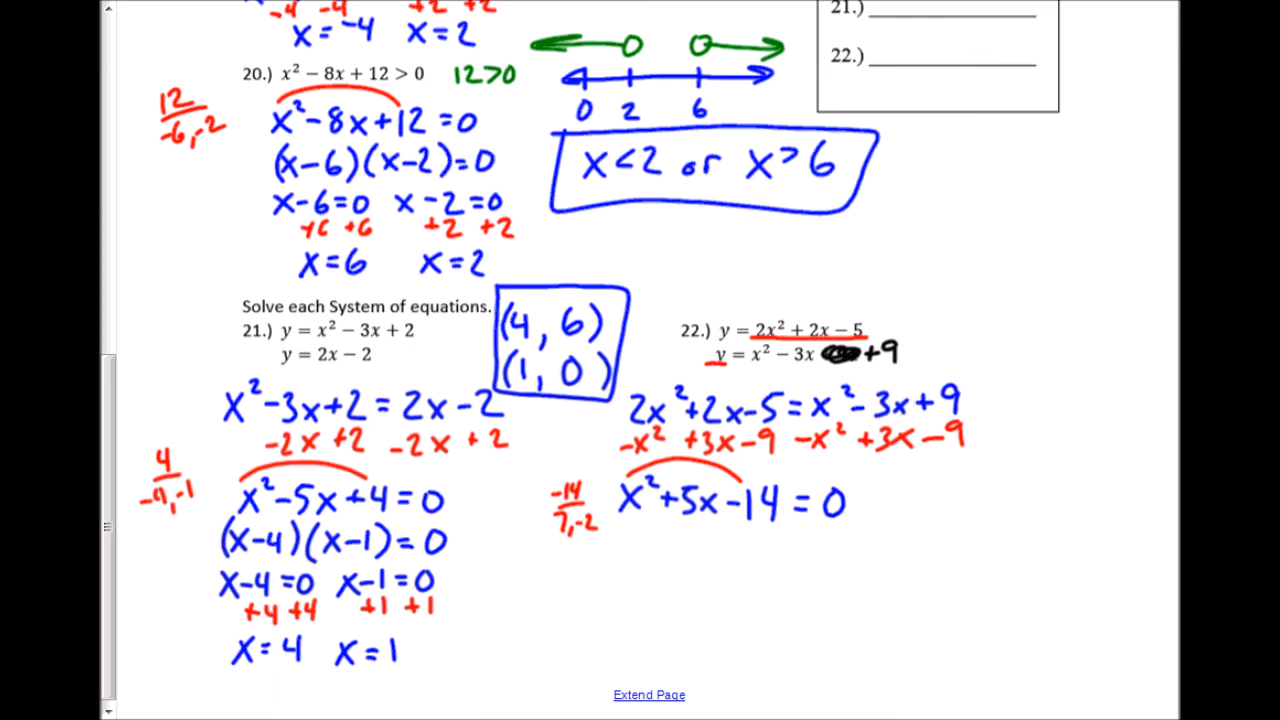 -4 -4 +2 +2
x = -4 x = 2
20.) x² − 8x + 12 > 0 12>0
12
-6, -2
x² - 8x + 12 = 0
(x - 6)(x - 2) = 0
x - 6 = 0 x - 2 = 0
+6 +6 +2 +2
x = 6 x = 2
0 2 6
x < 2 or x > 6
21.)
22.)
Solve each System of equations.
21.) y = x² − 3x + 2
y = 2x − 2
(4, 6)
(1, 0)
x² - 3x + 2 = 2x - 2
-2x +2 -2x +2
4
-4, -1
x² - 5x + 4 = 0
(x - 4)(x - 1) = 0
x - 4 = 0 x - 1 = 0
+4 +4 +1 +1
x = 4 x = 1
22.) y = 2x² + 2x − 5
y = x² − 3x +9
2x² + 2x - 5 = x² - 3x + 9
-x² +3x -9 -x² +3x -9
-14
7, -2
x² + 5x - 14 = 0
Extend Page